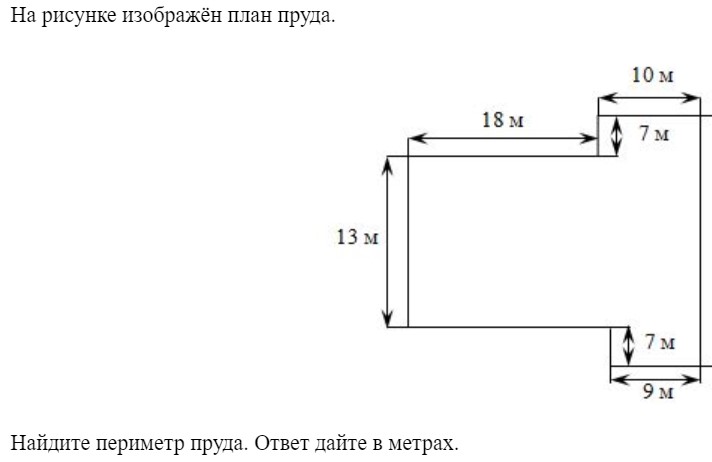 На рисунке изображён план пруда.
10 м
18 м
7 м
13 м
7 м
9 м
Найдите периметр пруда. Ответ дайте в метрах.